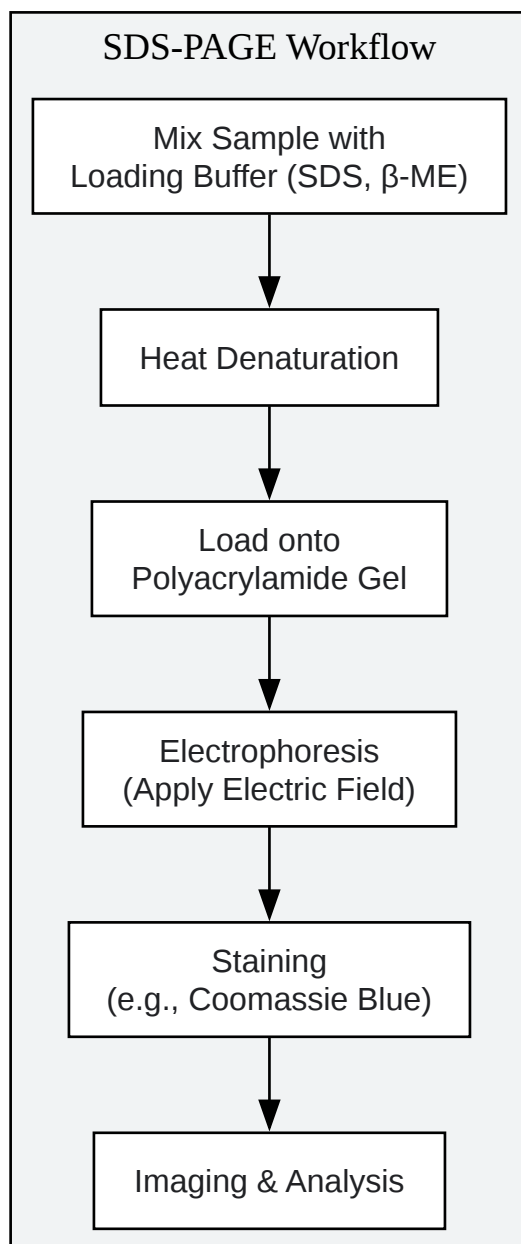 SDS-PAGE Workflow
Mix Sample with
Loading Buffer (SDS, β-ME)
Heat Denaturation
Load onto
Polyacrylamide Gel
Electrophoresis
(Apply Electric Field)
Staining
(e.g., Coomassie Blue)
Imaging & Analysis